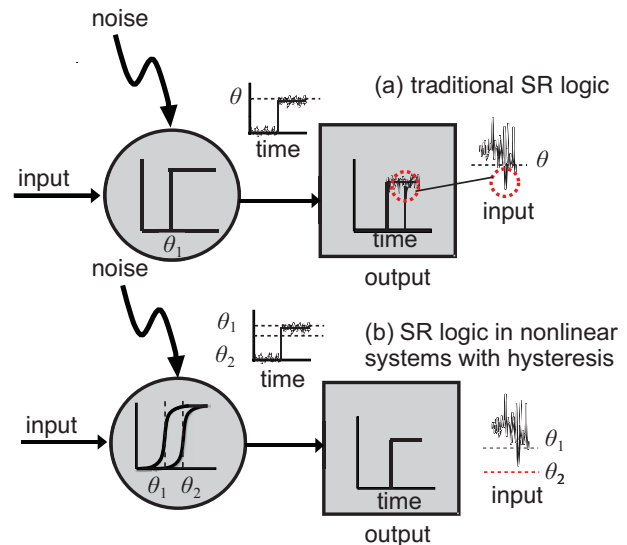 noise
(a) traditional SR logic
θ
time
θ
input
θ₁
time
input
output
noise
θ₁
θ₂
time
(b) SR logic in nonlinear
systems with hysteresis
input
θ₁ θ₂
time
θ₁
θ₂
input
output